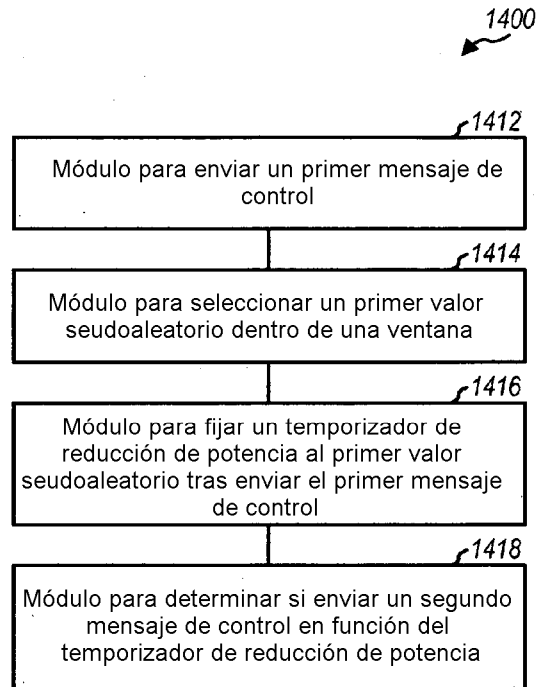 1400
1412
Módulo para enviar un primer mensaje de
control
1414
Módulo para seleccionar un primer valor
seudoaleatorio dentro de una ventana
1416
Módulo para fijar un temporizador de
reducción de potencia al primer valor
seudoaleatorio tras enviar el primer mensaje
de control
1418
Módulo para determinar si enviar un segundo
mensaje de control en función del
temporizador de reducción de potencia